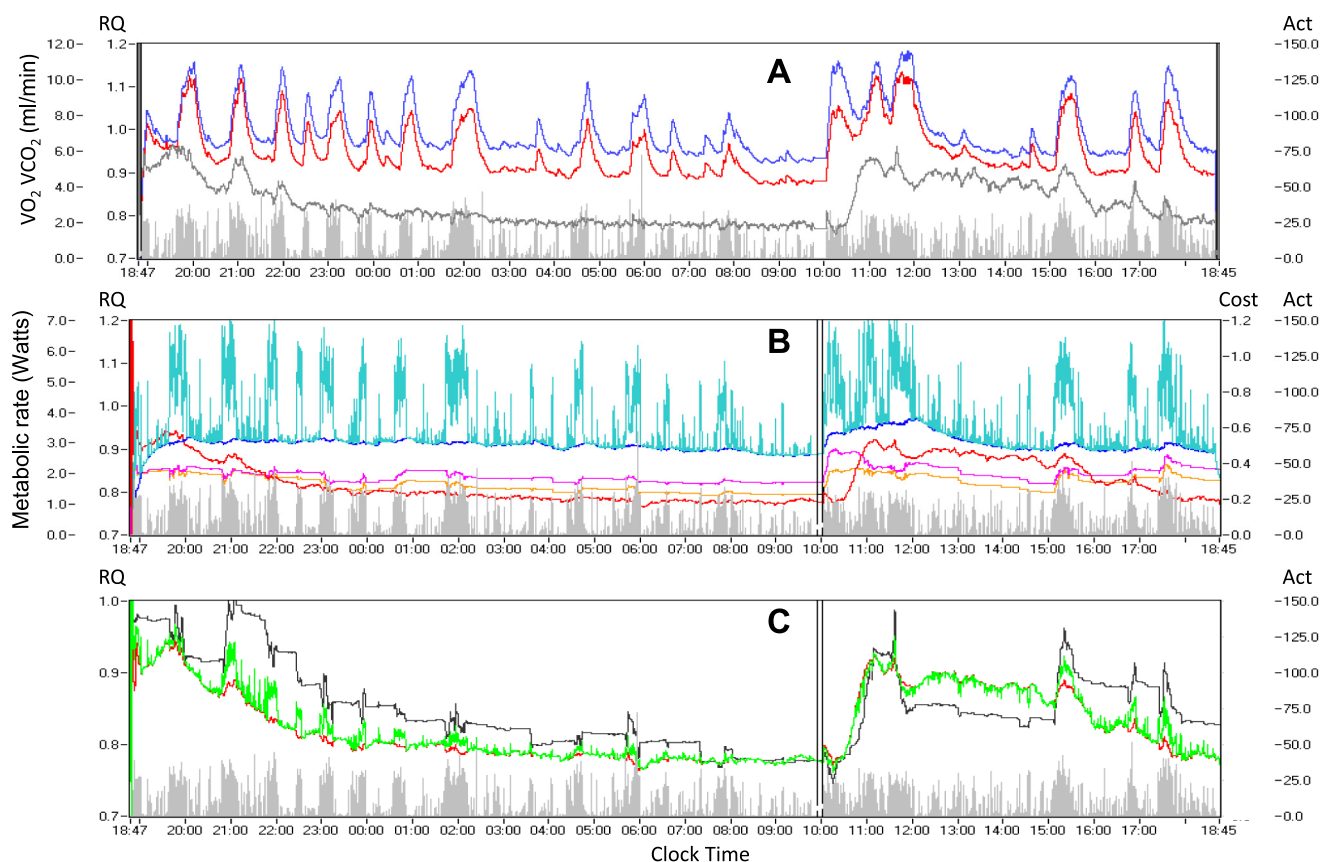 RQ Act
12.0- 1.2 -150.0
10.0- 1.1 -125.0
8.0- 1.0 -100.0
6.0- 0.9 -75.0
4.0- -50.0
2.0- 0.8 -25.0
0.0- 0.7 -0.0
VO2 VCO2 (ml/min)
A
18:47 20:00 21:00 22:00 23:00 00:00 01:00 02:00 03:00 04:00 05:00 06:00 07:00 08:00 09:00 10:00 11:00 12:00 13:00 14:00 15:00 16:00 17:00 18:45
RQ Cost Act
7.0- 1.2 -1.2 -150.0
6.0- 1.1 -1.0 -125.0
5.0- -100.0
4.0- 1.0 -0.8
3.0- 0.9 -0.6 -75.0
2.0- -0.4 -50.0
1.0- 0.8 -0.2 -25.0
0.0- 0.7 -0.0 -0.0
Metabolic rate (Watts)
B
18:47 20:00 21:00 22:00 23:00 00:00 01:00 02:00 03:00 04:00 05:00 06:00 07:00 08:00 09:00 10:00 11:00 12:00 13:00 14:00 15:00 16:00 17:00 18:45
RQ Act
1.0 -150.0
-125.0
0.9 -100.0
-75.0
0.8 -50.0
-25.0
0.7 -0.0
C
18:47 20:00 21:00 22:00 23:00 00:00 01:00 02:00 03:00 04:00 05:00 06:00 07:00 08:00 09:00 10:00 11:00 12:00 13:00 14:00 15:00 16:00 17:00 18:45
Clock Time